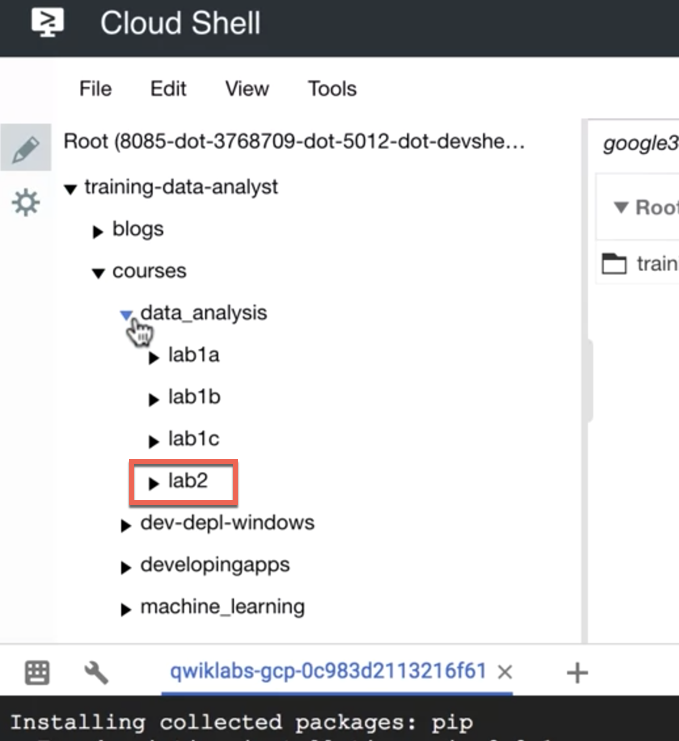 Cloud Shell
File Edit View Tools
Root (8085-dot-3768709-dot-5012-dot-devshe...
training-data-analyst
blogs
courses
data_analysis
lab1a
lab1b
lab1c
lab2
dev-depl-windows
developingapps
machine_learning
google3
Root
train
qwiklabs-gcp-0c983d2113216f61
Installing collected packages: pip